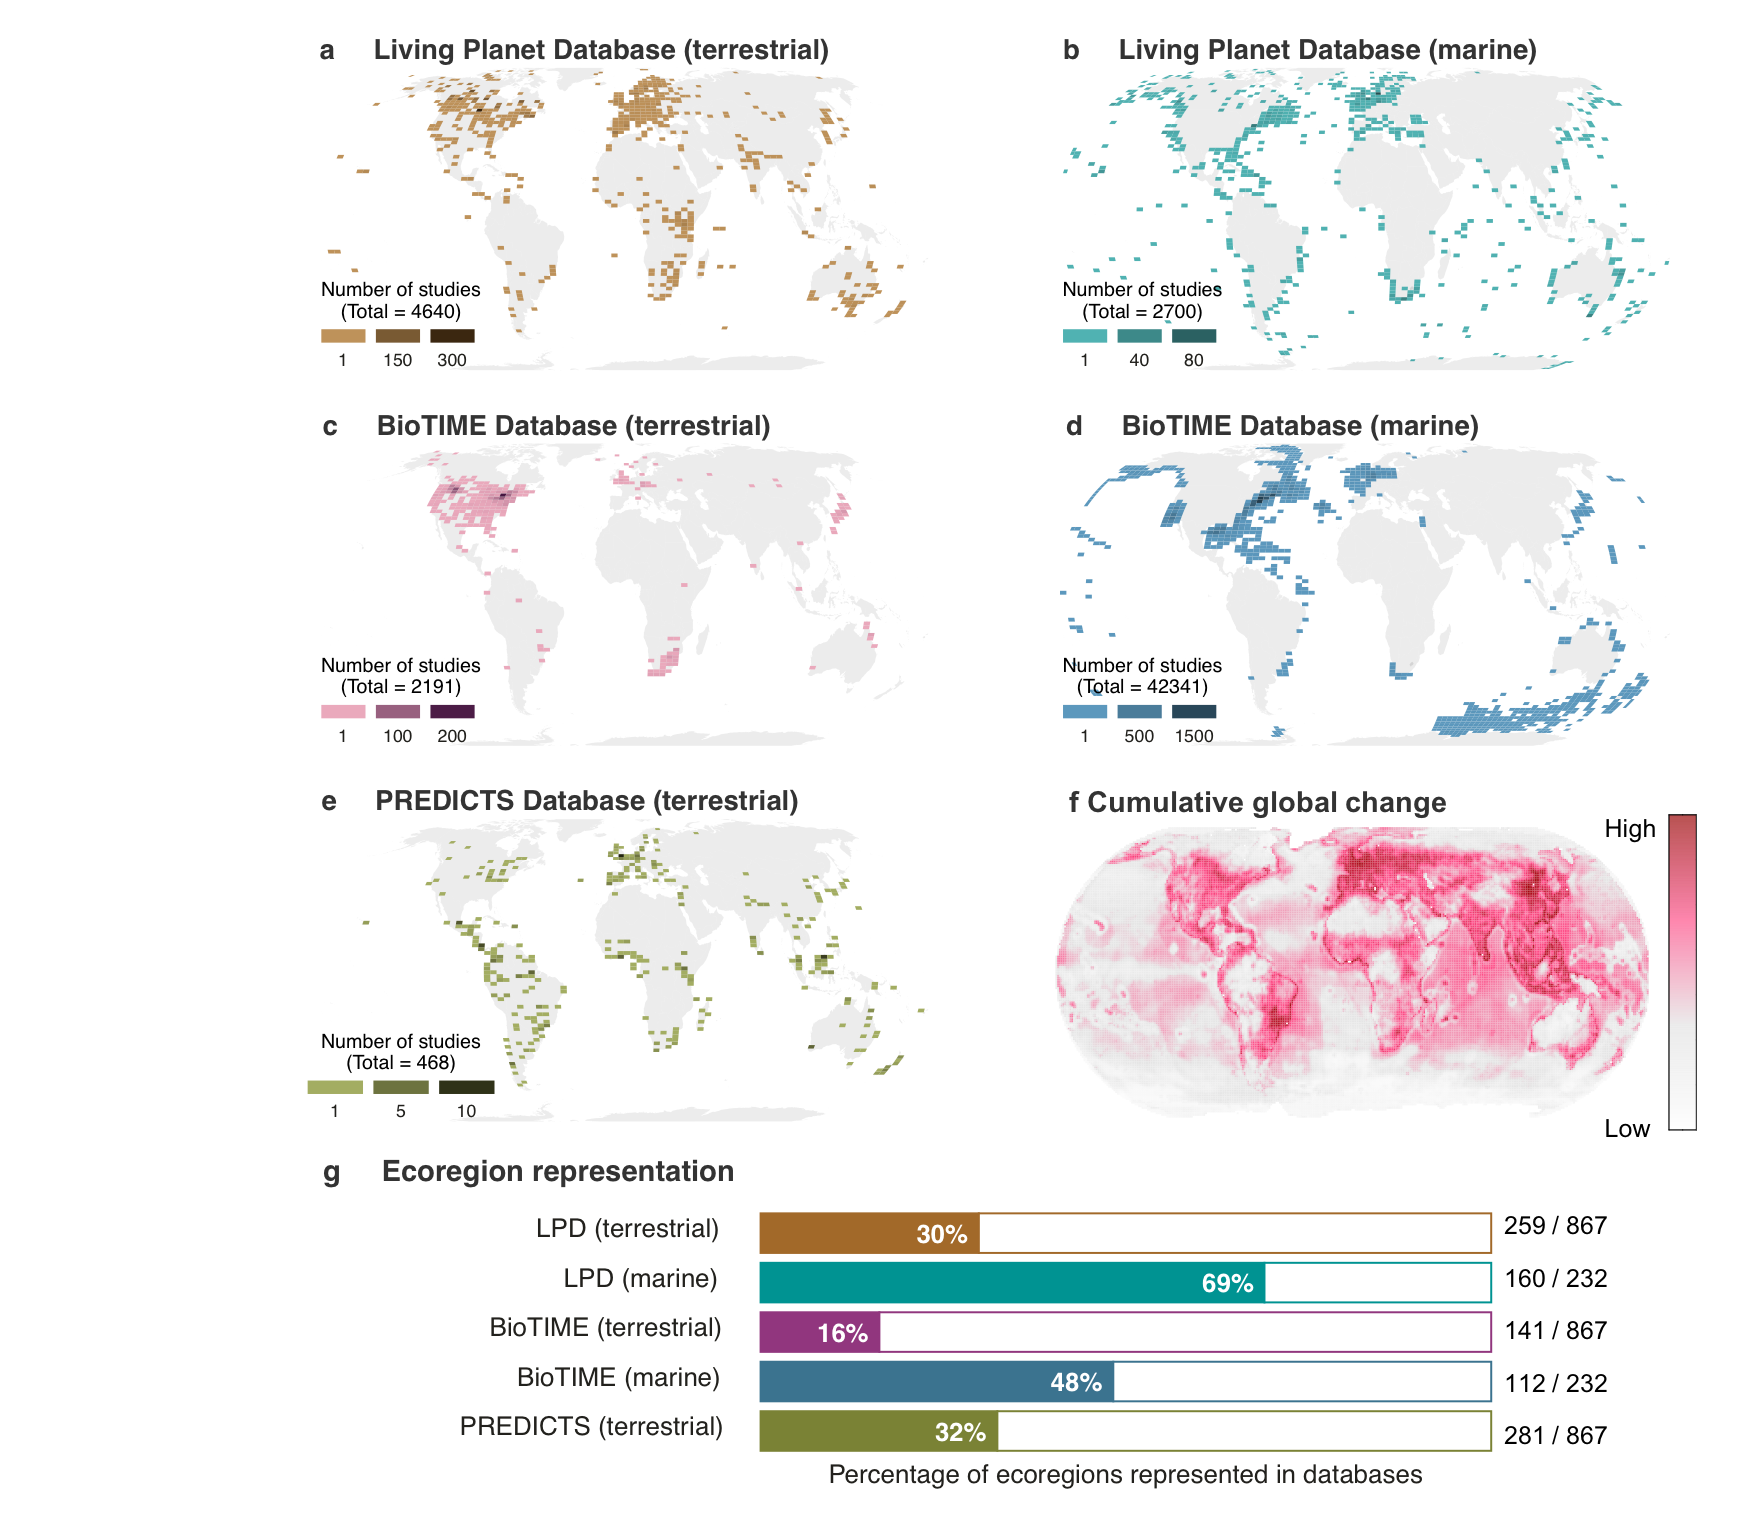 a Living Planet Database (terrestrial)
Number of studies
(Total = 4640)
1 150 300
b Living Planet Database (marine)
Number of studies
(Total = 2700)
1 40 80
c BioTIME Database (terrestrial)
Number of studies
(Total = 2191)
1 100 200
d BioTIME Database (marine)
Number of studies
(Total = 42341)
1 500 1500
e PREDICTS Database (terrestrial)
Number of studies
(Total = 468)
1 5 10
f Cumulative global change
High
Low
g Ecoregion representation
LPD (terrestrial) 30% 259 / 867
LPD (marine) 69% 160 / 232
BioTIME (terrestrial) 16% 141 / 867
BioTIME (marine) 48% 112 / 232
PREDICTS (terrestrial) 32% 281 / 867
Percentage of ecoregions represented in databases